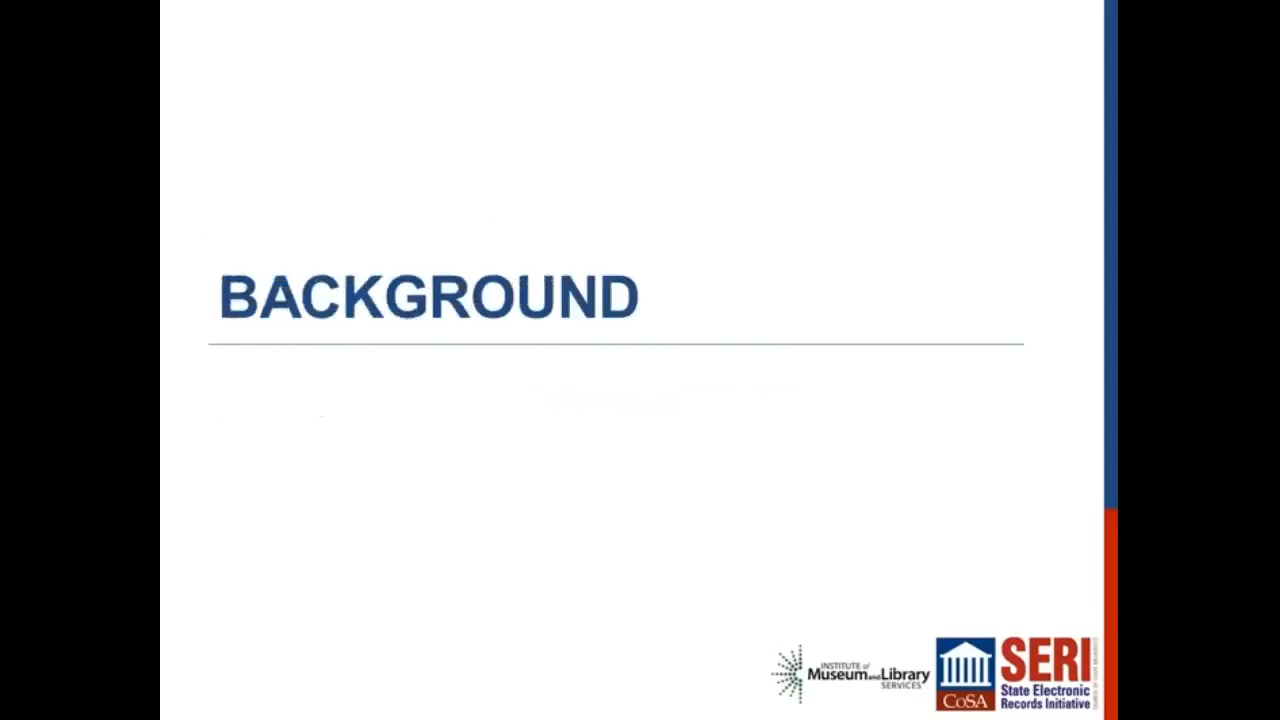 BACKGROUND
INSTITUTE of
Museum and Library
SERVICES
CoSA
SERI
State Electronic
Records Initiative